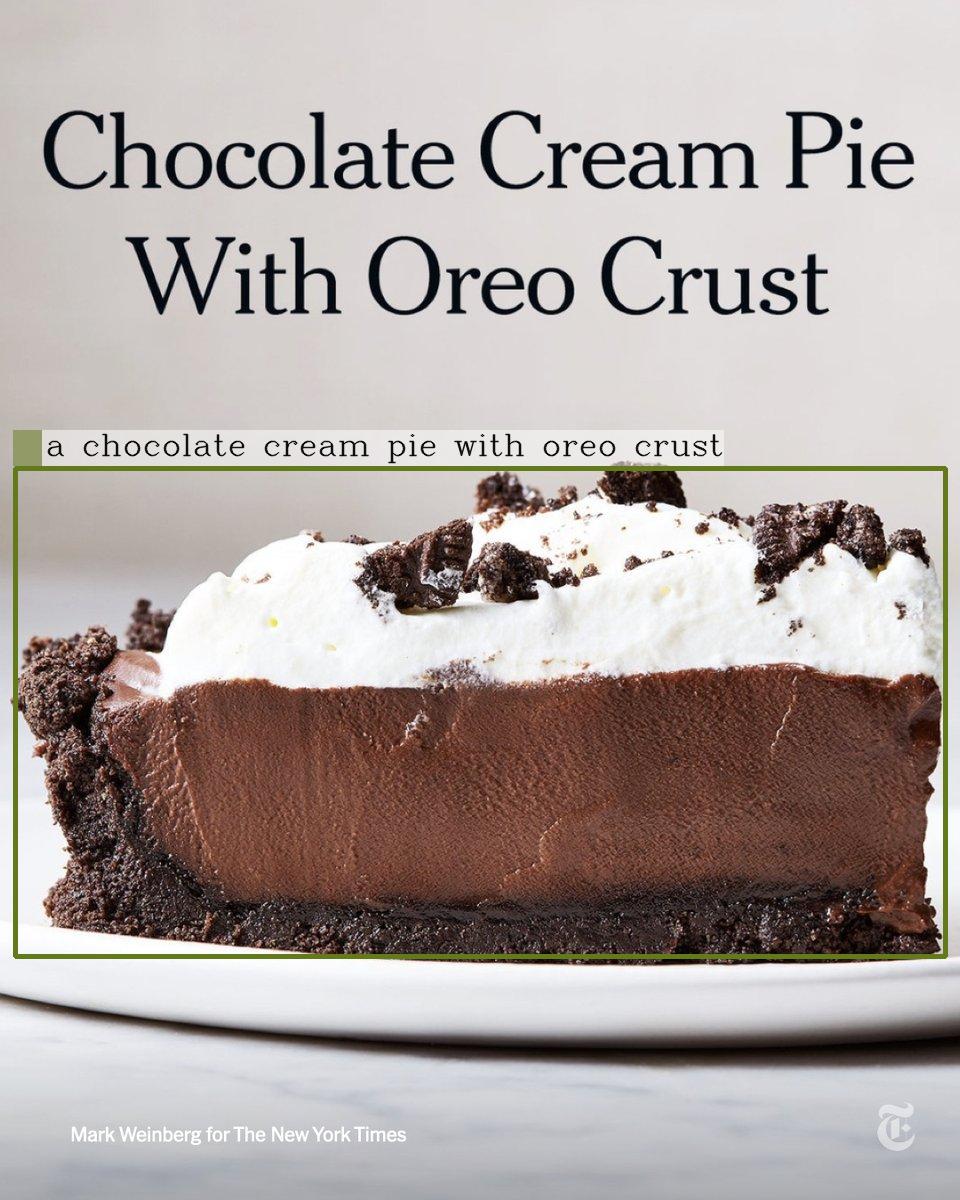 Chocolate Cream Pie
With Oreo Crust
a chocolate cream pie with oreo crust
Mark Weinberg for The New York Times
T